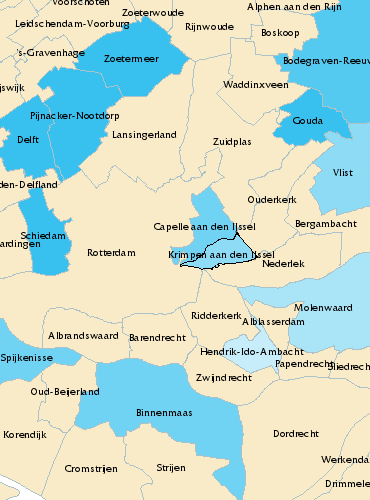 Voorschoten
Alphen aan den Rijn
Zoeterwoude
Leidschendam-Voorburg
Rijnwoude
Boskoop
's-Gravenhage
Zoetermeer
Bodegraven-Reeuw
ijswijk
Waddinxveen
Pijnacker-Nootdorp
Gouda
Delft
Lansingerland
Zuidplas
Vlist
den-Delfland
Ouderkerk
Capelle aan den IJssel
Bergambacht
Schiedam
ardingen
Rotterdam
Krimpen aan den IJssel
Nederlek
Molenwaard
Ridderkerk
Alblasserdam
Albrandswaard
Barendrecht
Spijkenisse
Hendrik-Ido-Ambacht
Papendrecht
Sliedrech
Zwijndrecht
Oud-Beijerland
Binnenmaas
Korendijk
Dordrecht
Werkenda
Cromstrijen
Strijen
Drimmele